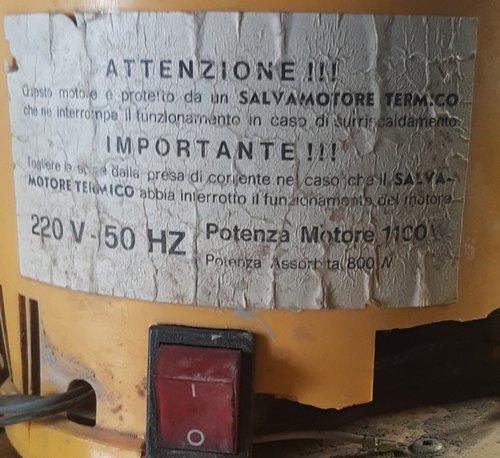 ATTENZIONE !!!
Questo motore è protetto da un SALVAMOTORE TERMICO
che ne interrompe il funzionamento in caso di surriscaldamento
IMPORTANTE !!!
Togliere la spina dalla presa di corrente nel caso che il SALVA-
MOTORE TERMICO abbia interrotto il funzionamento del motore
220 V - 50 HZ
Potenza Motore 1100
Potenza Assorbita 800 W
I
O